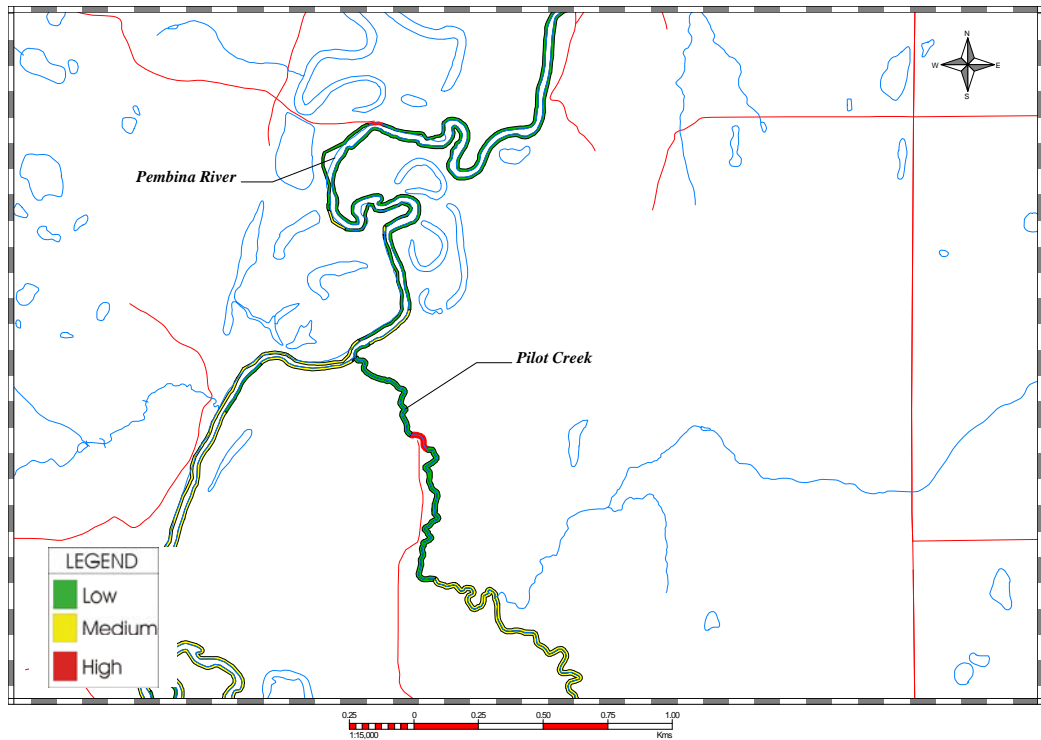 N
W E
S
Pembina River
Pilot Creek
LEGEND
Low
Medium
High
0.25 0 0.25 0.50 0.75 1.00
1:15,000 Kms